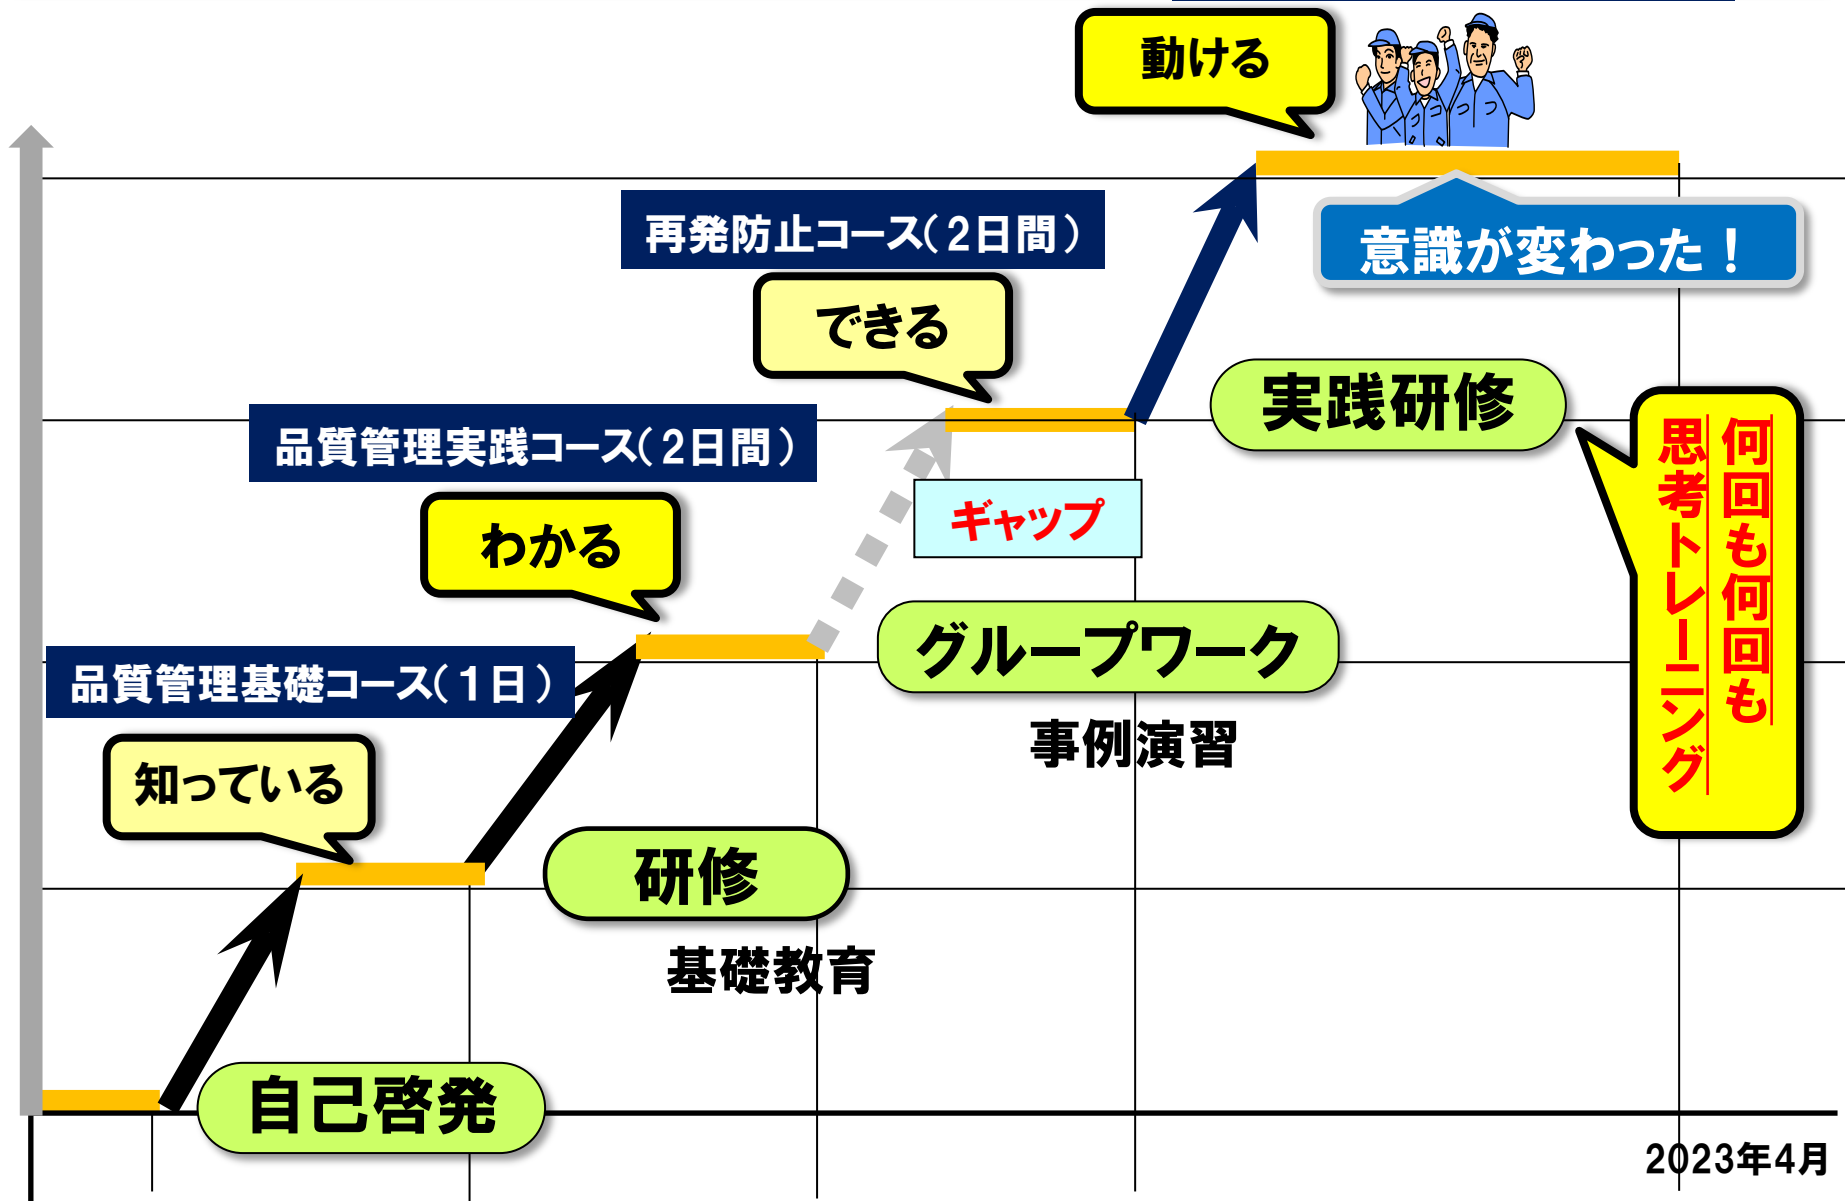 動ける
再発防止コース（2日間）
意識が変わった！
できる
実践研修
何回も何回も
思考トレーニング
品質管理実践コース（2日間）
わかる
ギャップ
グループワーク
事例演習
品質管理基礎コース（1日）
知っている
研修
基礎教育
自己啓発
2023年4月